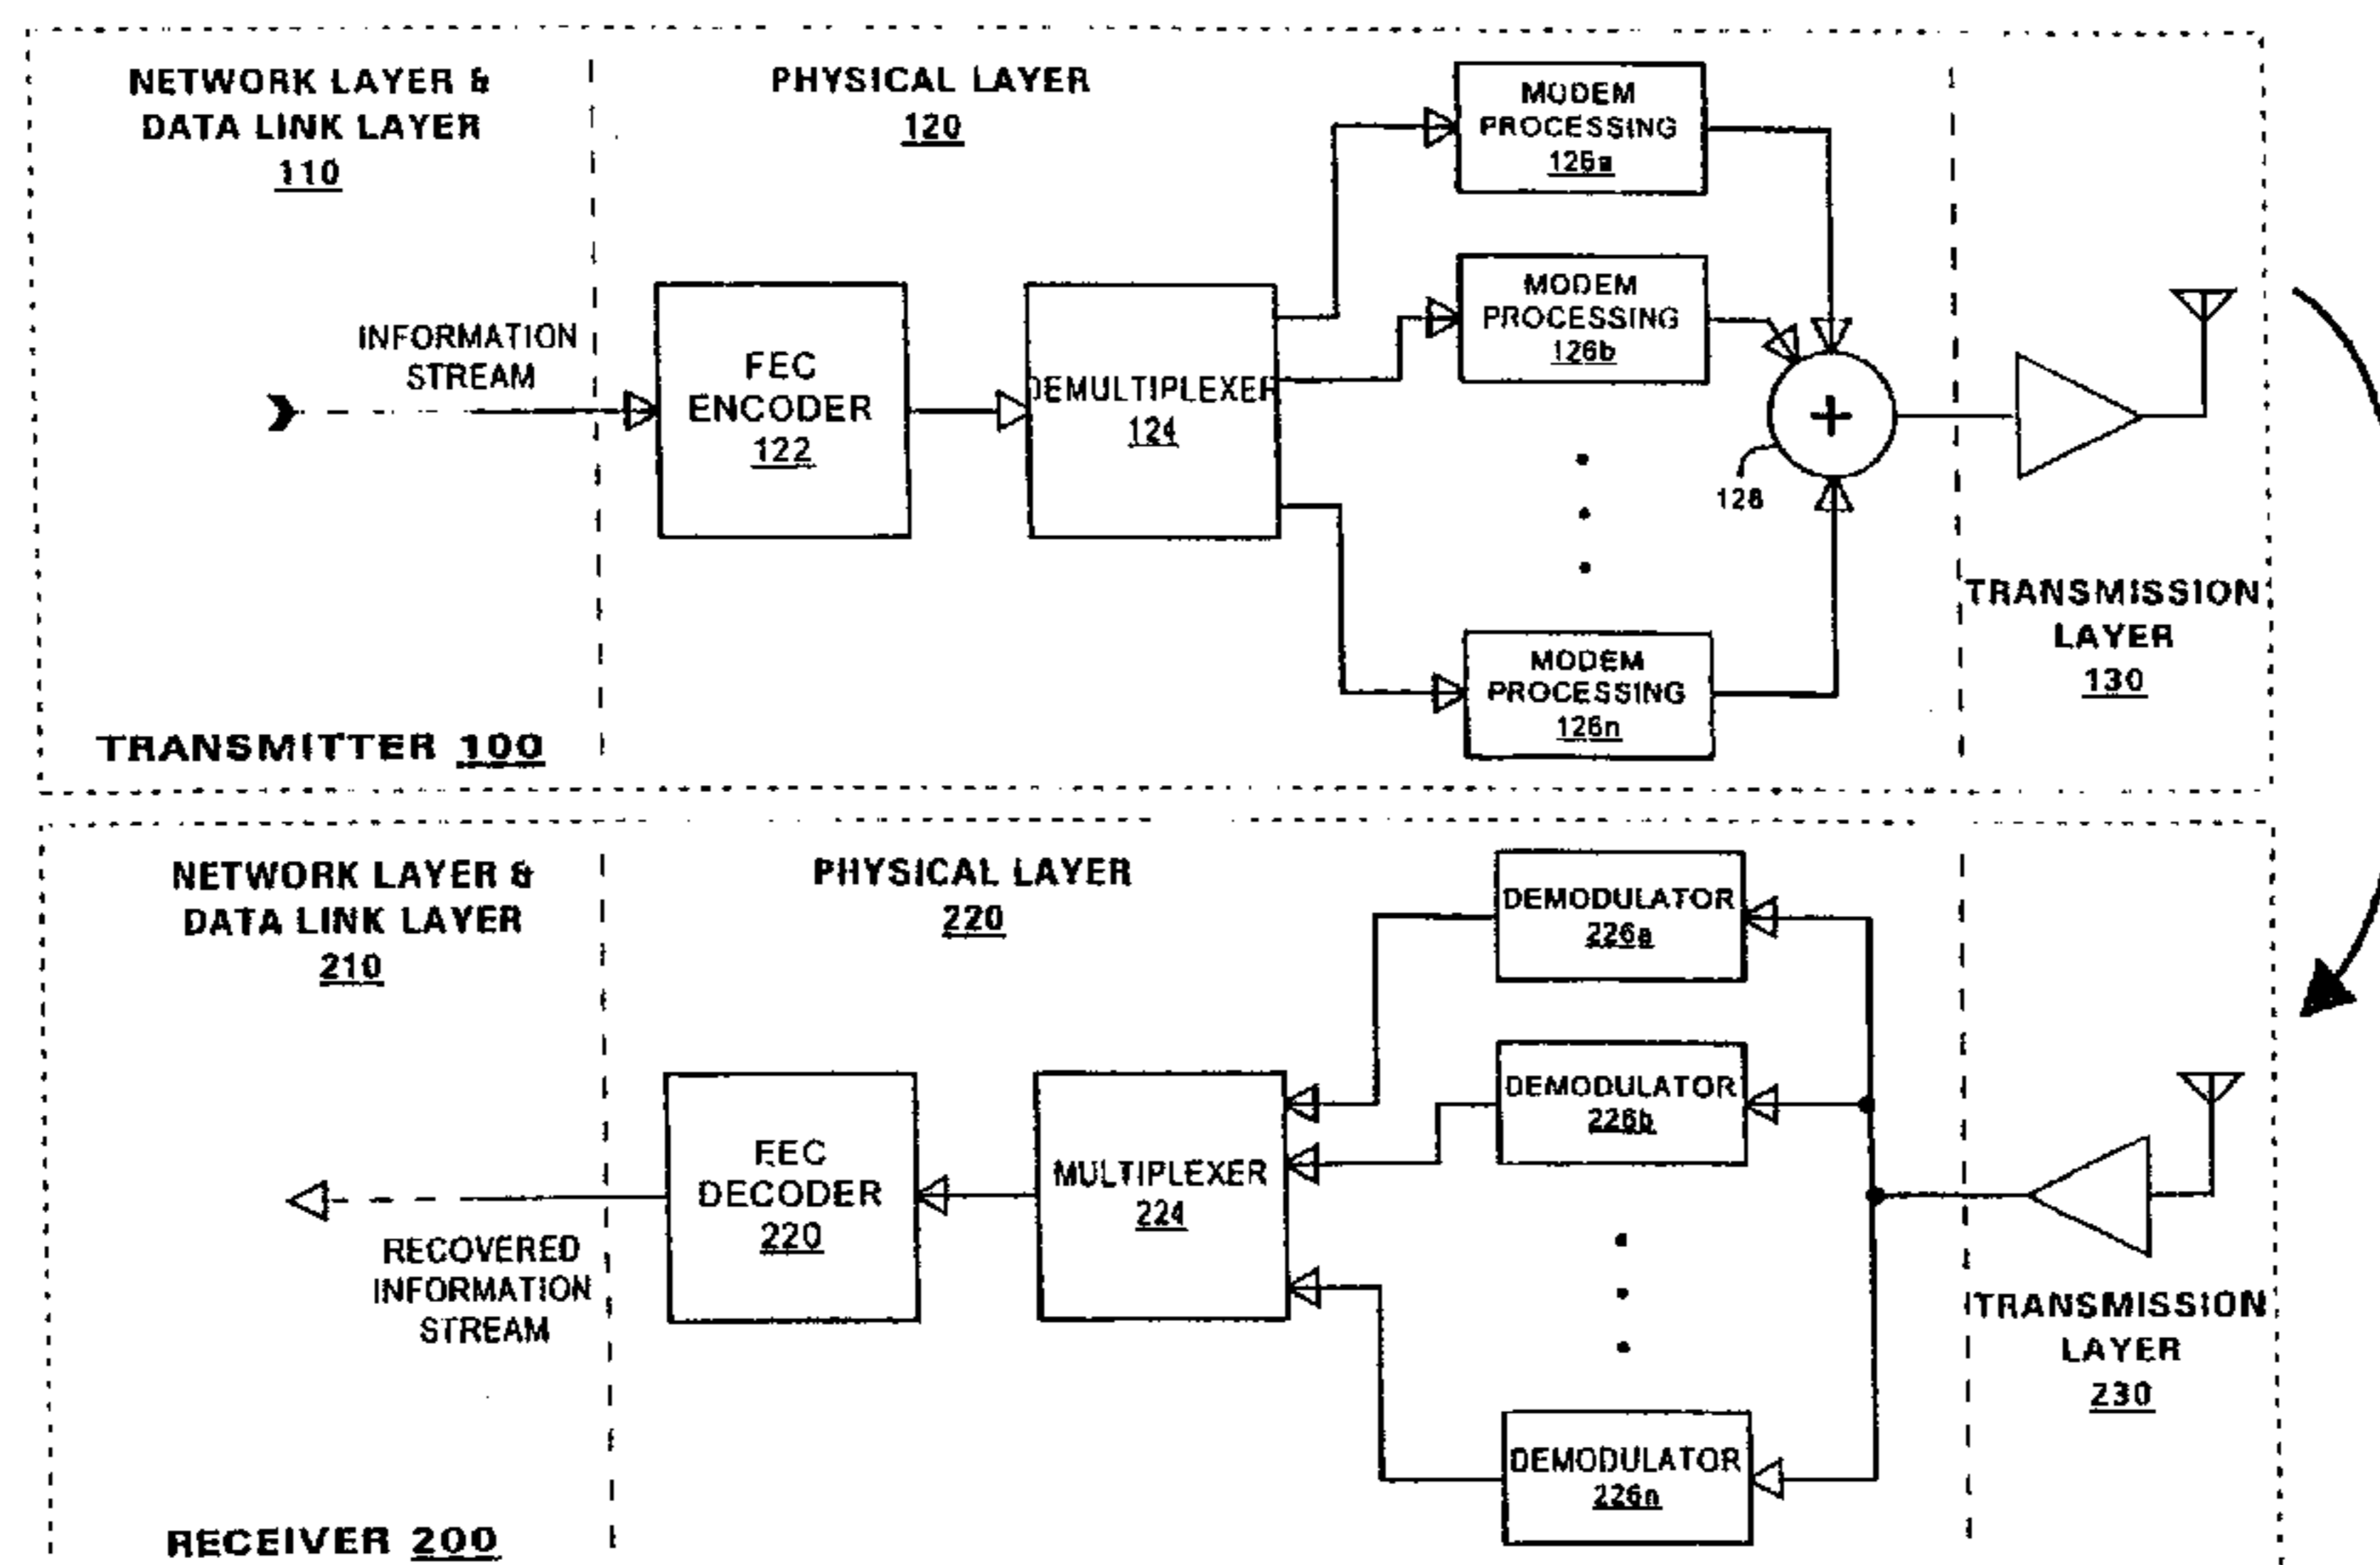 NETWORK LAYER &
DATA LINK LAYER
110
PHYSICAL LAYER
120
MODEM
PROCESSING
126a
MODEM
PROCESSING
126b
INFORMATION
STREAM
FEC
ENCODER
122
DEMULTIPLEXER
124
+
128
MODEM
PROCESSING
126n
TRANSMISSION
LAYER
130
TRANSMITTER 100
NETWORK LAYER &
DATA LINK LAYER
210
PHYSICAL LAYER
220
DEMODULATOR
226a
DEMODULATOR
226b
FEC
DECODER
220
MULTIPLEXER
224
RECOVERED
INFORMATION
STREAM
TRANSMISSION
LAYER
230
DEMODULATOR
226n
RECEIVER 200